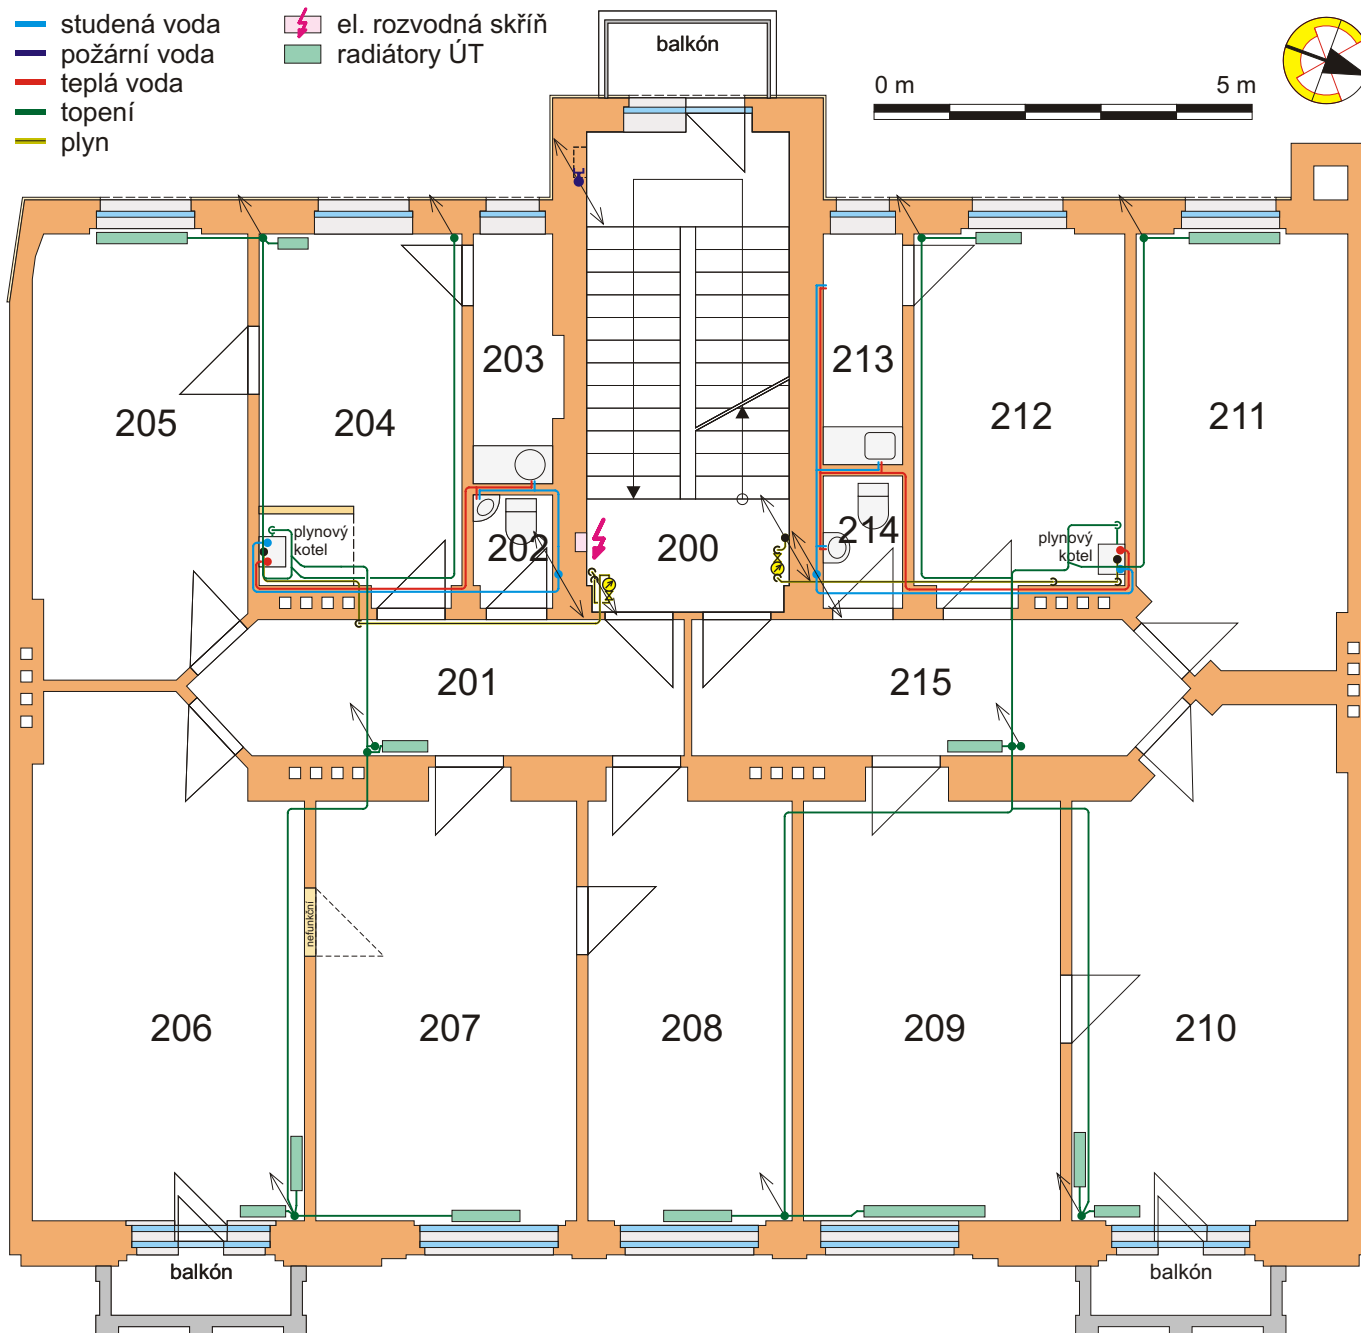 studená voda
požární voda
teplá voda
topení
plyn
el. rozvodná skříň
radiátory ÚT
balkón
0 m
5 m
203
213
205
204
212
211
plynový
kotel
202
200
214
plynový
kotel
201
215
nefunkční
206
207
208
209
210
balkón
balkón